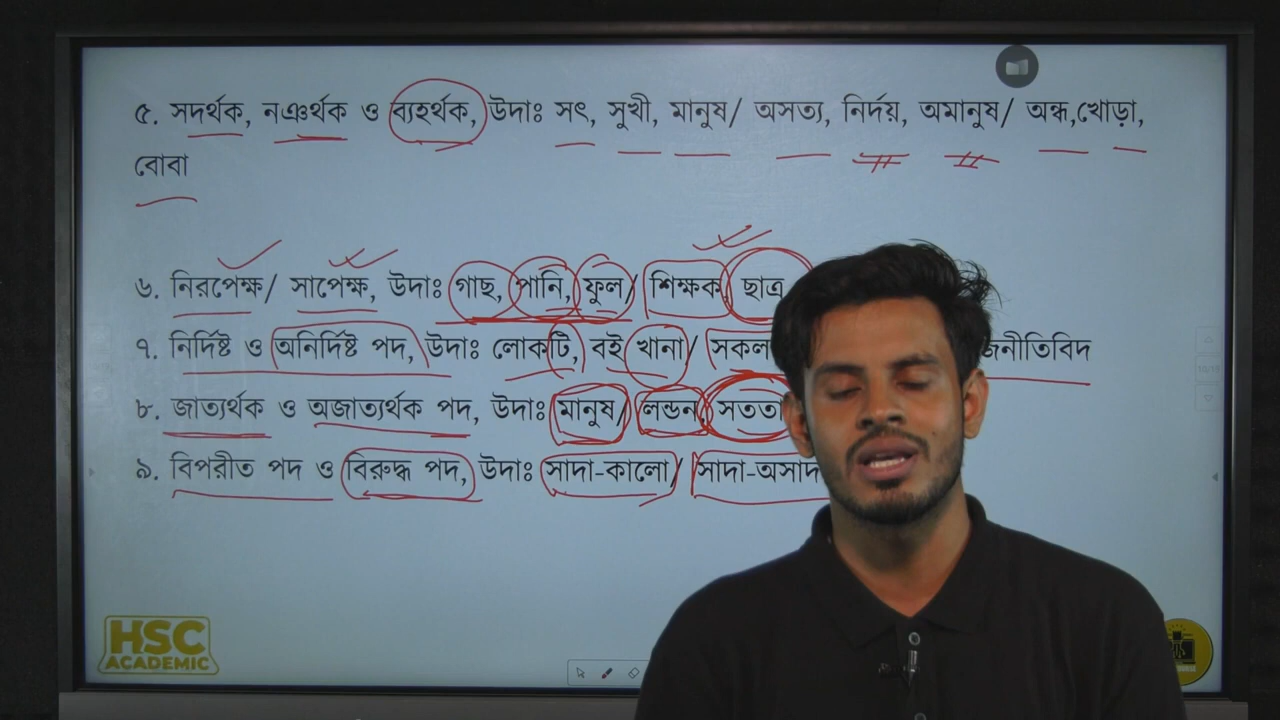 ৫. সদর্থক, নঞর্থক ও ব্যহর্থক, উদাঃ সৎ, সুখী, মানুষ/ অসত্য, নির্দয়, অমানুষ/ অন্ধ,খোড়া,
বোবা
৬. নিরপেক্ষ/ সাপেক্ষ, উদাঃ গাছ, পানি, ফুল/ শিক্ষক, ছাত্র
৭. নির্দিষ্ট ও অনির্দিষ্ট পদ, উদাঃ লোকটি, বই খানা/ সকল
৮. জাত্যর্থক ও অজাত্যর্থক পদ, উদাঃ মানুষ/ লন্ডন, সততা
৯. বিপরীত পদ ও বিরুদ্ধ পদ, উদাঃ সাদা-কালো/
HSC
ACADEMIC